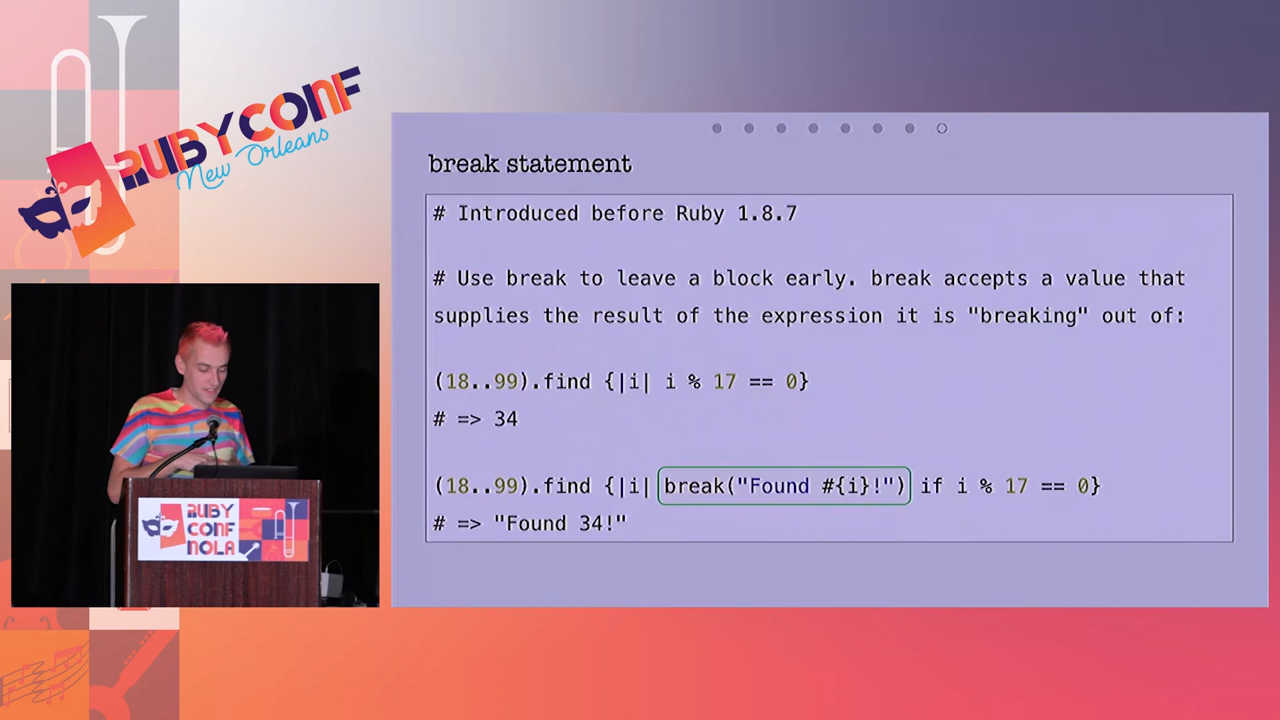 RUBYCONF
New Orleans
break statement
# Introduced before Ruby 1.8.7
# Use break to leave a block early. break accepts a value that
supplies the result of the expression it is "breaking" out of:
(18..99).find {|i| i % 17 == 0}
# => 34
(18..99).find {|i| break("Found #{i}!") if i % 17 == 0}
# => "Found 34!"
RUBY
CONF
NOLA